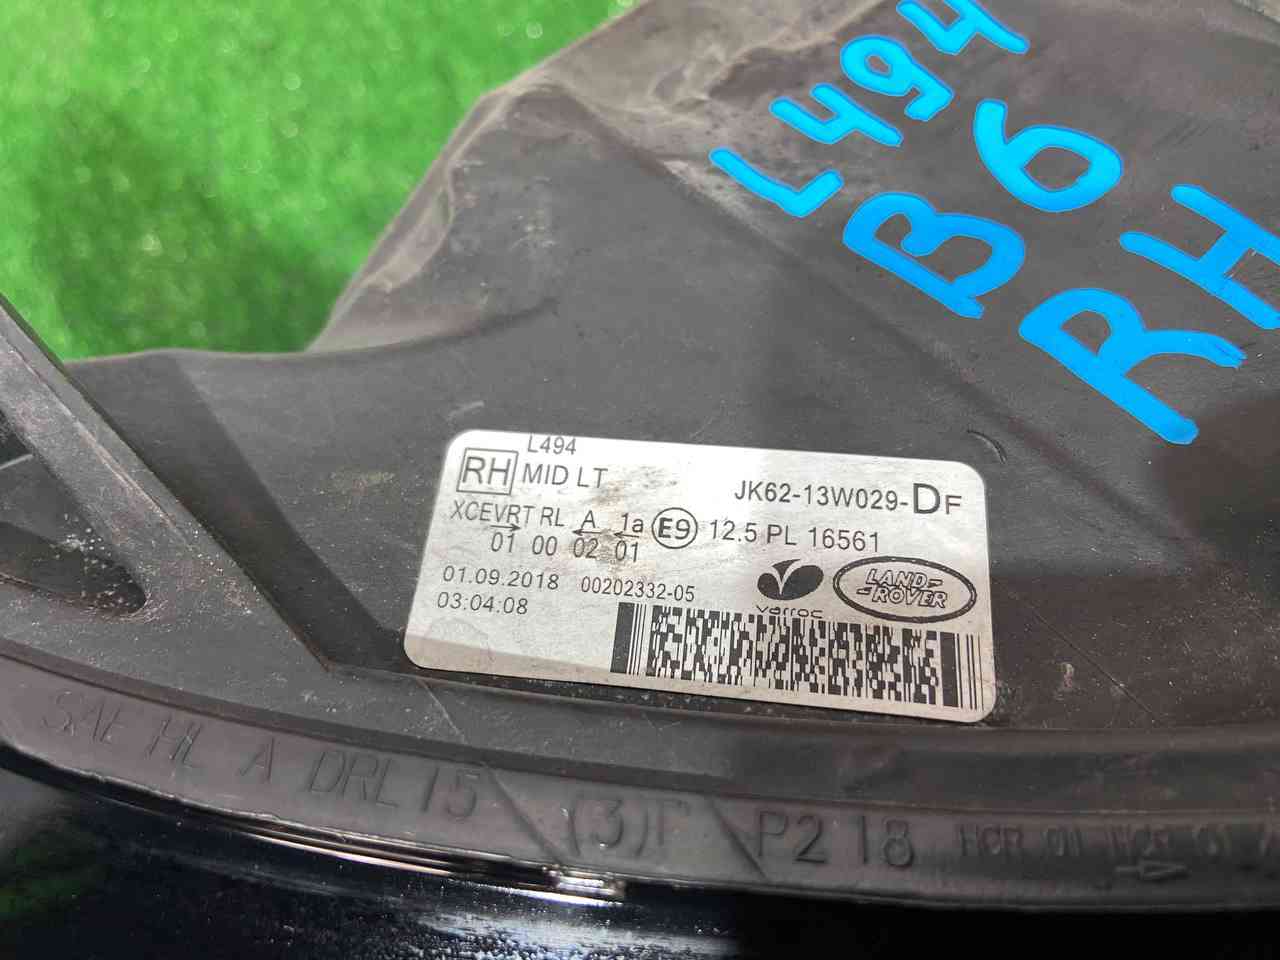 L494
B6
RH
L494
RH MID LT
JK62-13W029-DF
XCEVRT RL A 1a E9 12.5 PL 16561
01 00 02 01
01.09.2018 00202332-05
03:04:08
varroc
LAND-
-ROVER
SAE HL A DRL 15 (3) P2 18 HCR 01